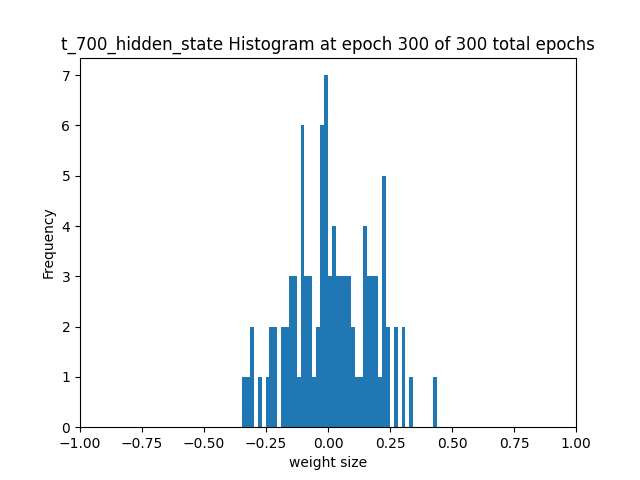 t_700_hidden_state Histogram at epoch 300 of 300 total epochs
7
6
5
4
3
2
1
0
Frequency
−1.00 −0.75 −0.50 −0.25 0.00 0.25 0.50 0.75 1.00
weight size